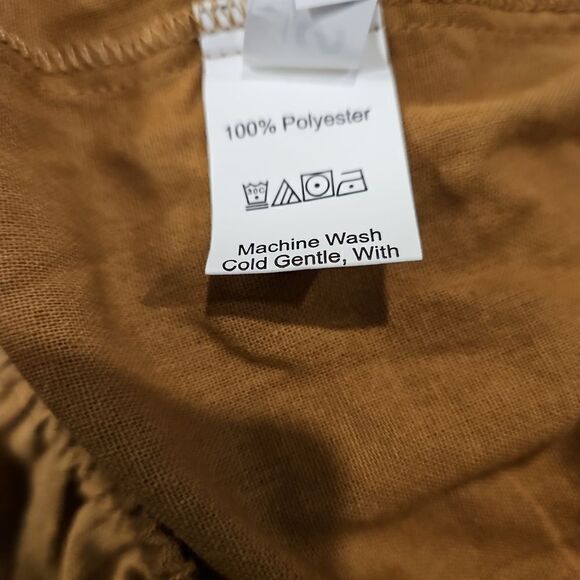 100% Polyester
30C
Machine Wash
Cold Gentle, With